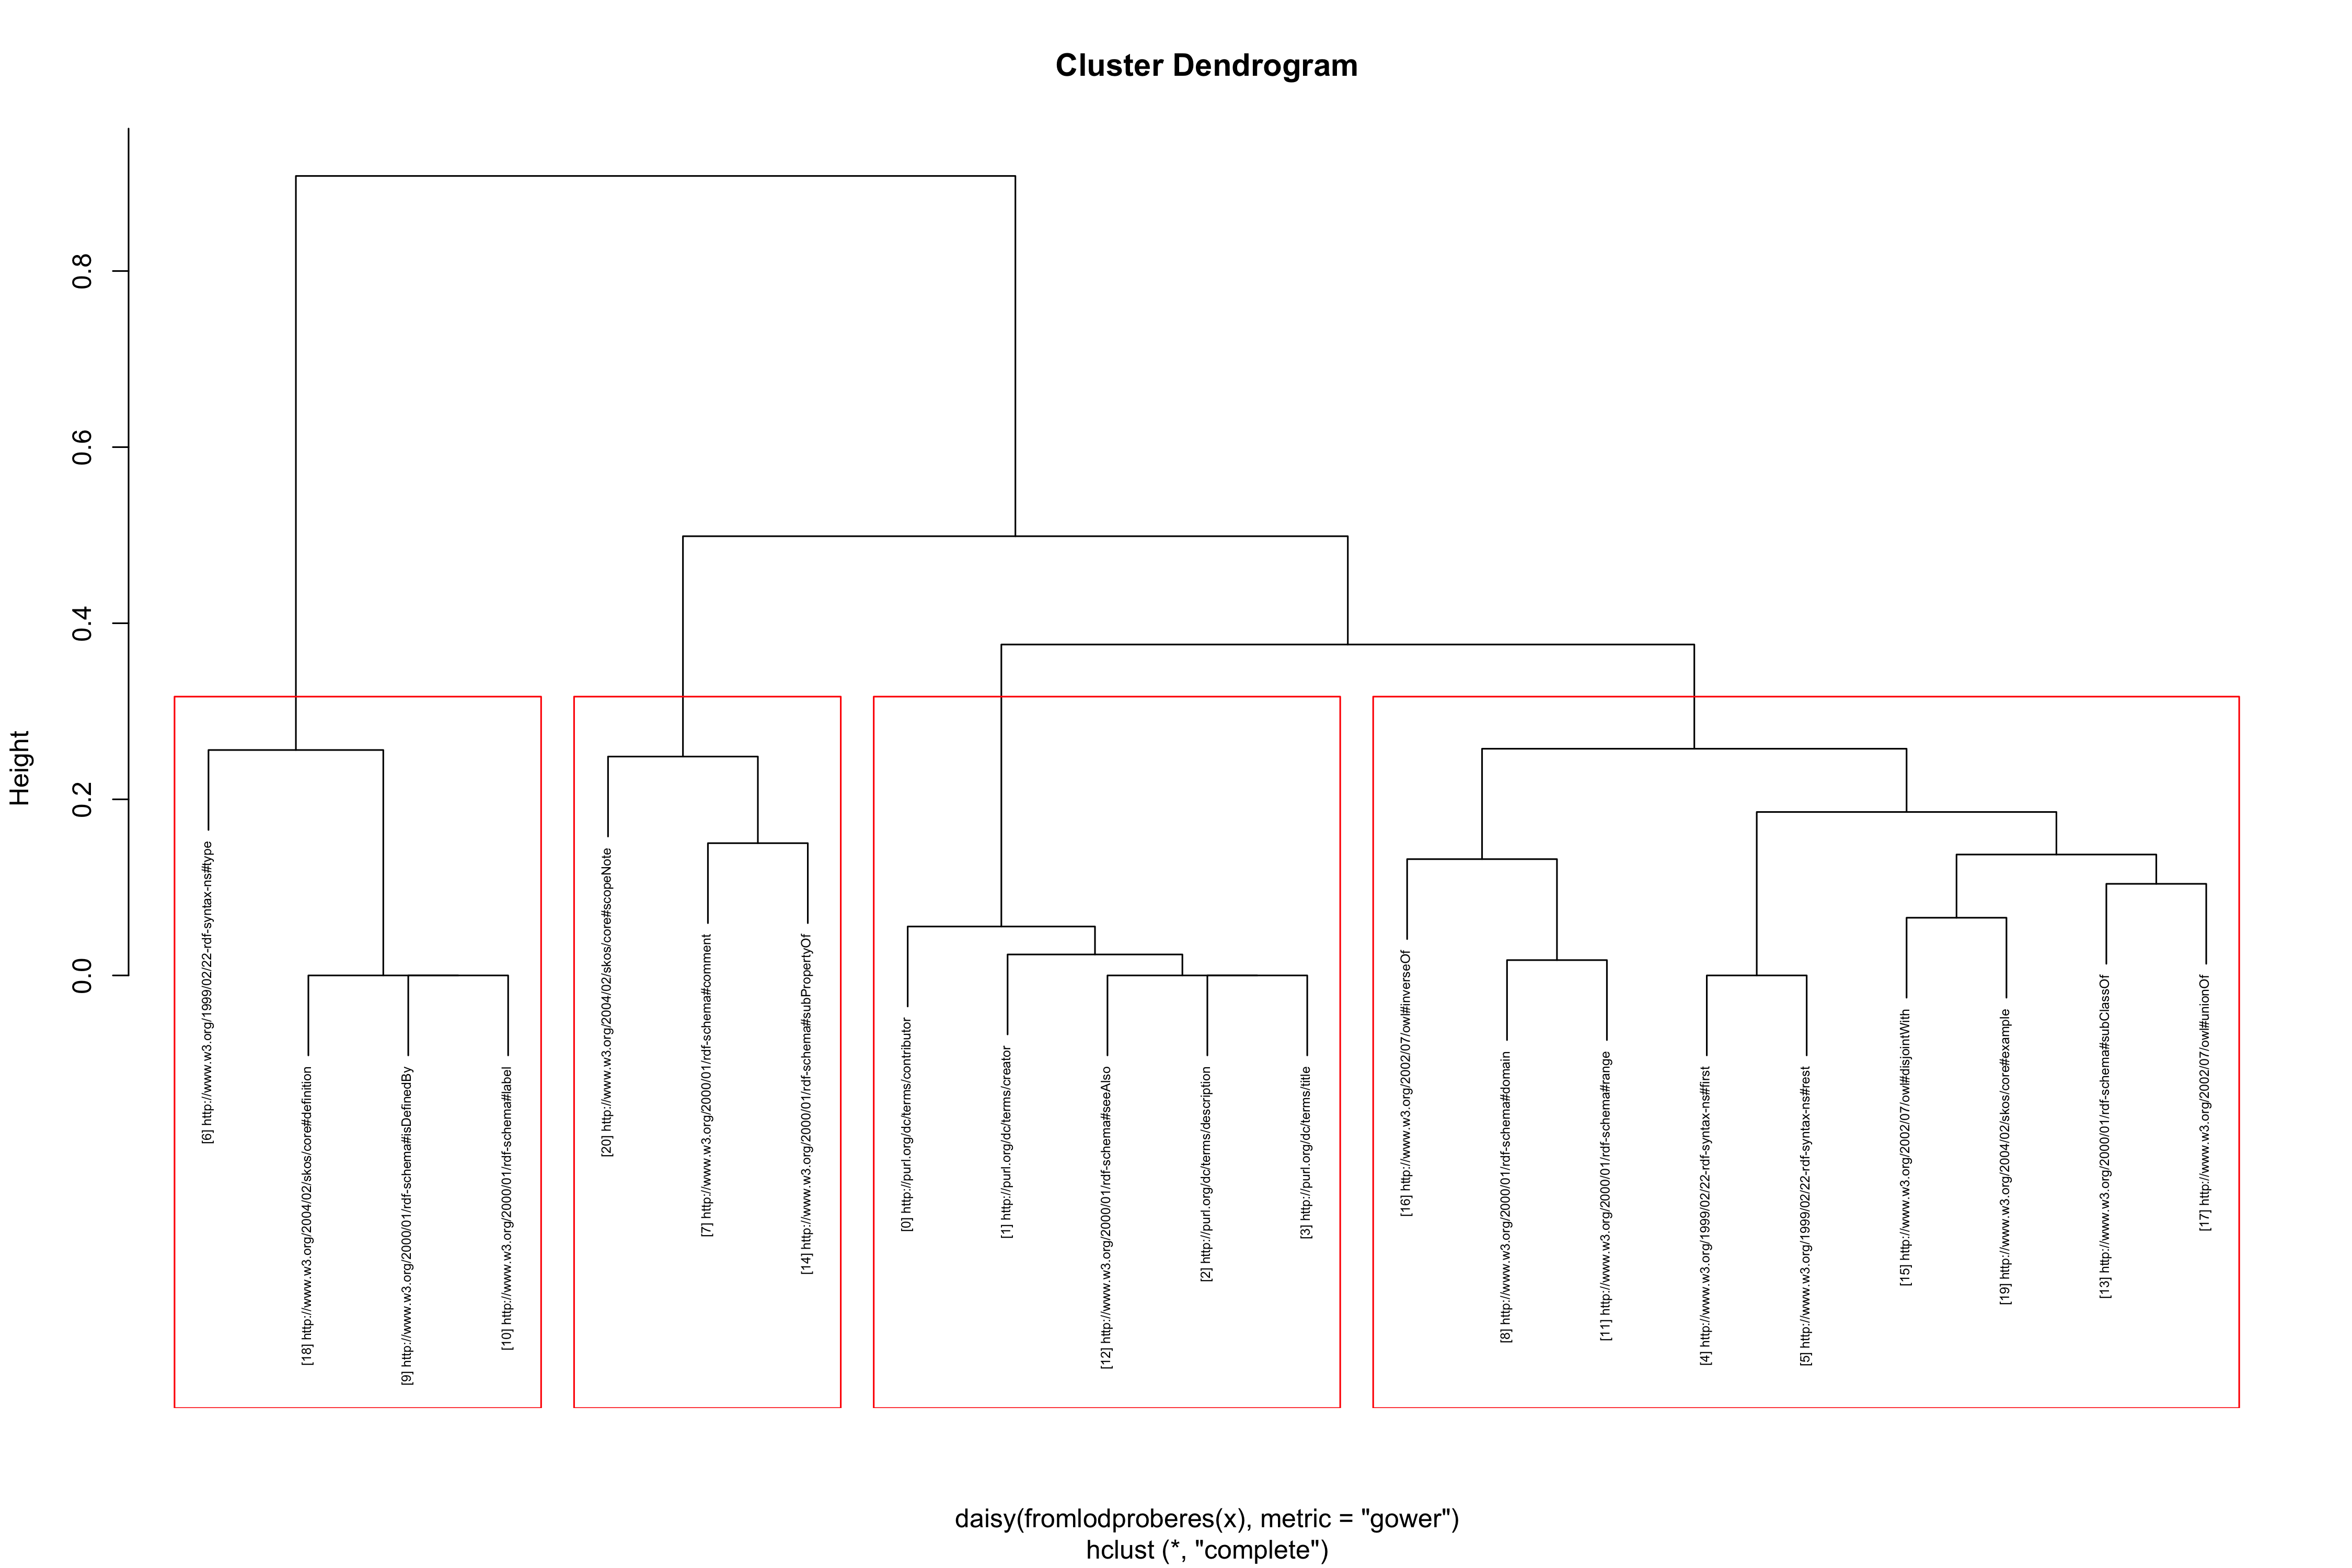 Cluster Dendrogram
Height
0.8
0.6
0.4
0.2
0.0
[6] http://www.w3.org/1999/02/22-rdf-syntax-ns#type
[18] http://www.w3.org/2004/02/skos/core#definition
[9] http://www.w3.org/2000/01/rdf-schema#isDefinedBy
[10] http://www.w3.org/2000/01/rdf-schema#label
[20] http://www.w3.org/2004/02/skos/core#scopeNote
[7] http://www.w3.org/2000/01/rdf-schema#comment
[14] http://www.w3.org/2000/01/rdf-schema#subPropertyOf
[0] http://purl.org/dc/terms/contributor
[1] http://purl.org/dc/terms/creator
[12] http://www.w3.org/2000/01/rdf-schema#seeAlso
[2] http://purl.org/dc/terms/description
[3] http://purl.org/dc/terms/title
[16] http://www.w3.org/2002/07/owl#inverseOf
[8] http://www.w3.org/2000/01/rdf-schema#domain
[11] http://www.w3.org/2000/01/rdf-schema#range
[4] http://www.w3.org/1999/02/22-rdf-syntax-ns#first
[5] http://www.w3.org/1999/02/22-rdf-syntax-ns#rest
[15] http://www.w3.org/2002/07/owl#disjointWith
[19] http://www.w3.org/2004/02/skos/core#example
[13] http://www.w3.org/2000/01/rdf-schema#subClassOf
[17] http://www.w3.org/2002/07/owl#unionOf
daisy(fromlodproberes(x), metric = "gower")
hclust (*, "complete")